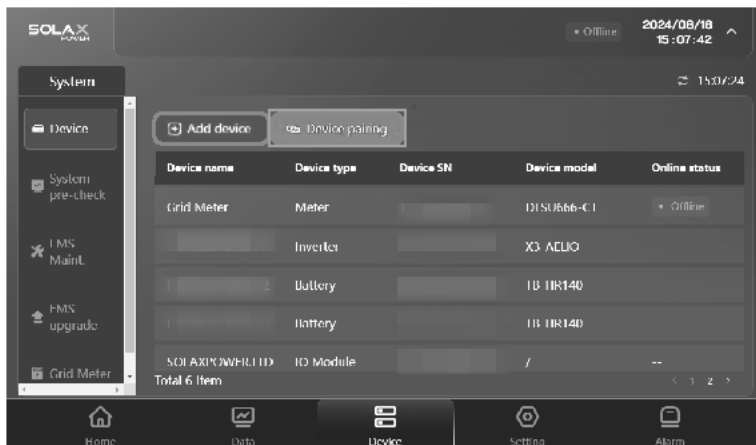 SOLAX
POWER
• Offline
2024/08/18
15:07:42
System
15:07:24
Device
Add device
Device pairing
Device name Device type Device SN Device model Online status
System
pre-check
Grid Meter Meter • Offline
EMS
Maint.
Inverter X3-AELIO
Battery TB-HR140
EMS
upgrade
Battery TB-HR140
Grid Meter
SOLAXPOWER.LTD IO Module / --
Total 6 Item
< 1 2 >
Home Data Device Setting Alarm